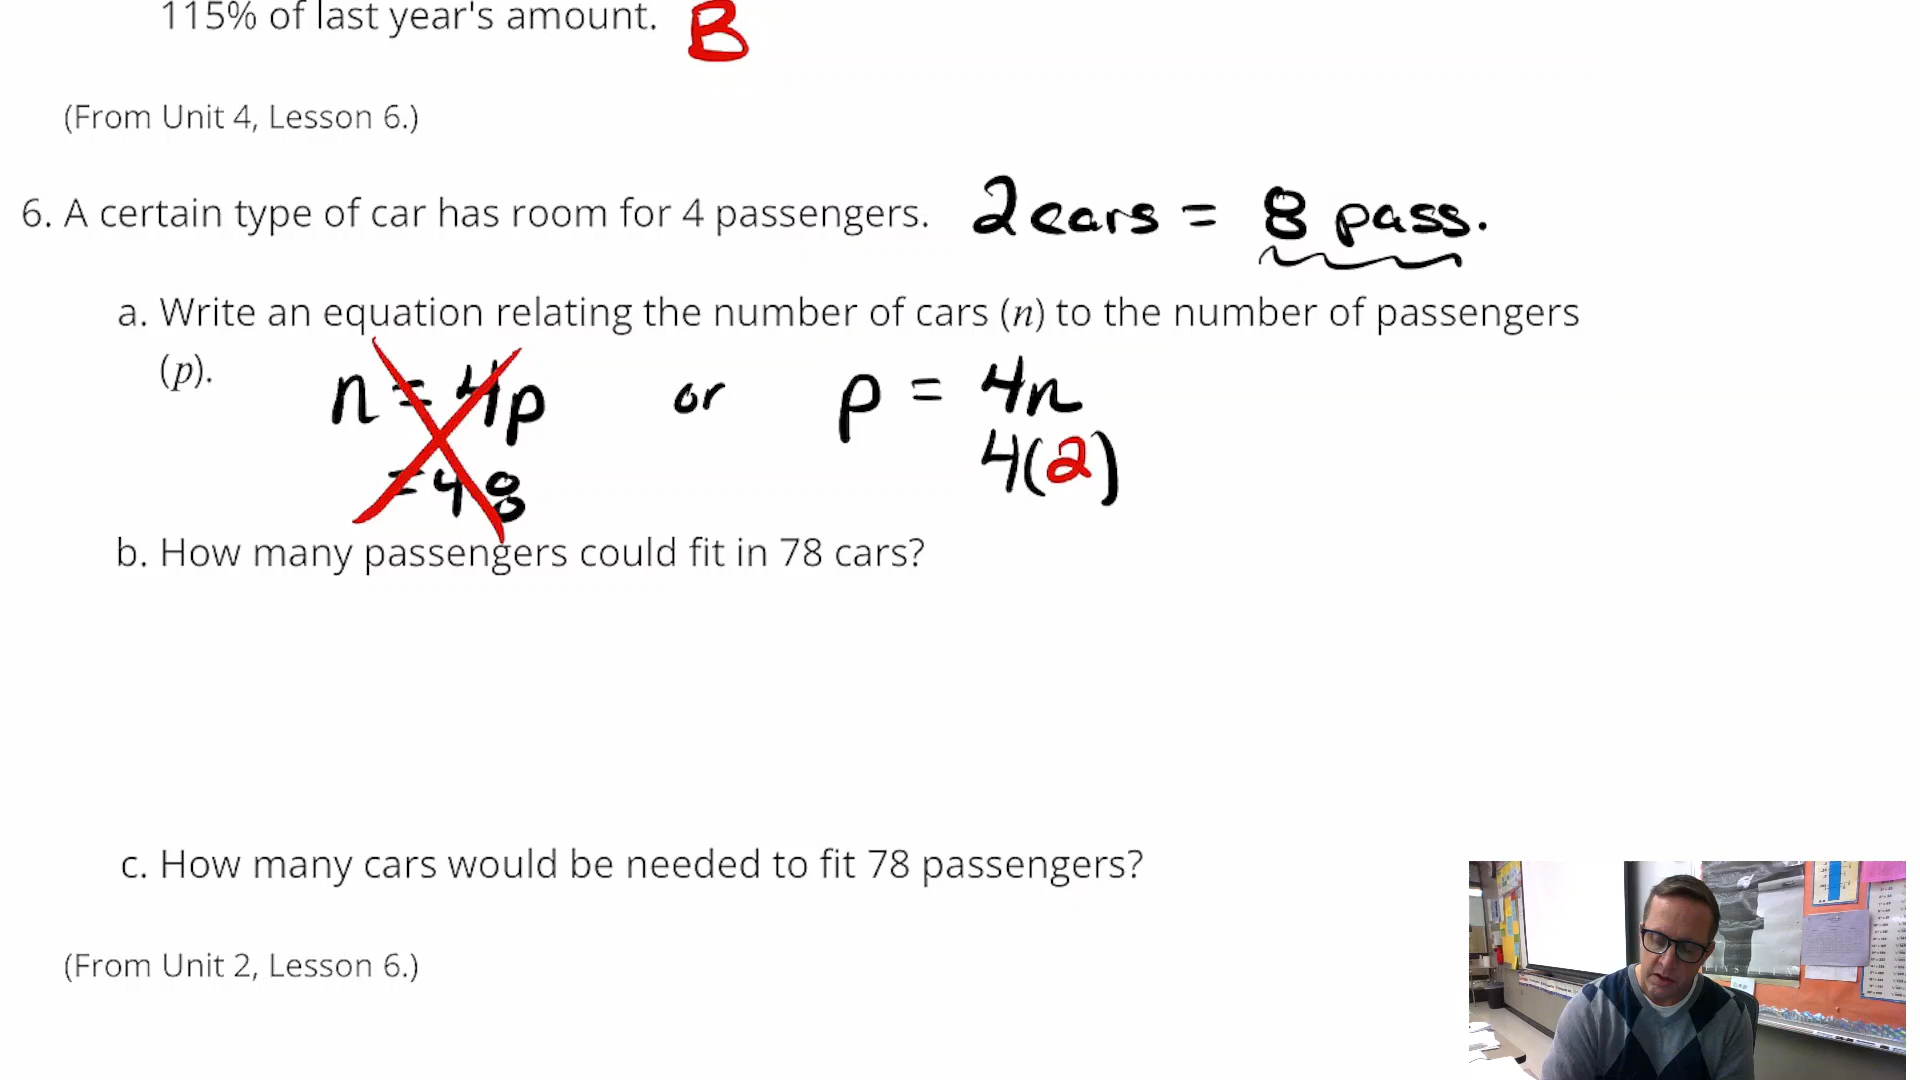 115% of last year's amount. B
(From Unit 4, Lesson 6.)
6. A certain type of car has room for 4 passengers. 2 cars = 8 pass.
a. Write an equation relating the number of cars (n) to the number of passengers
(p).
n = 4p or p = 4n
= 4 8 4(2)
b. How many passengers could fit in 78 cars?
c. How many cars would be needed to fit 78 passengers?
(From Unit 2, Lesson 6.)